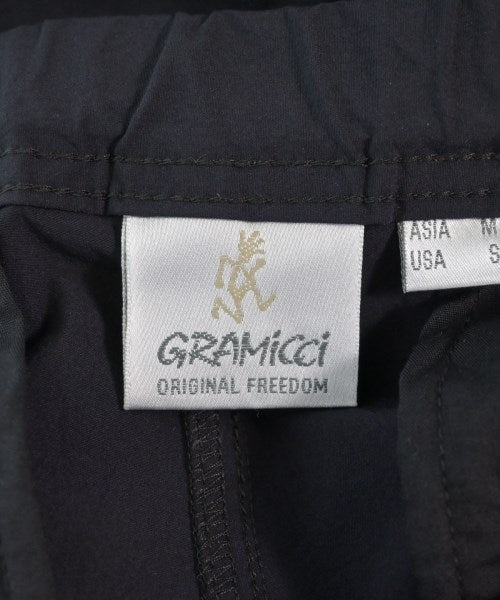 GRAMiCCi
ORIGINAL FREEDOM
ASIA M
USA S